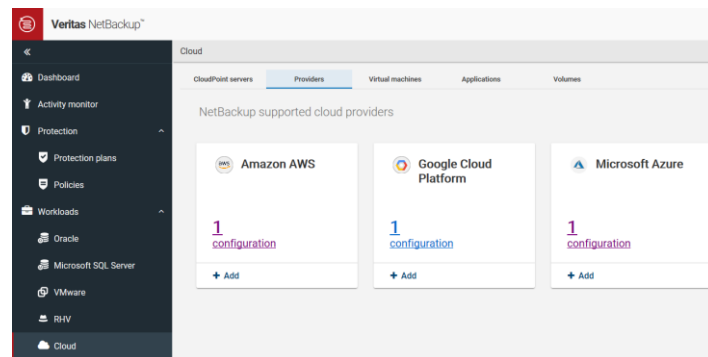 Veritas NetBackup™
«
Cloud
Dashboard
CloudPoint servers Providers Virtual machines Applications Volumes
Activity monitor
NetBackup supported cloud providers
Protection
Protection plans
Policies
Workloads
Oracle
Microsoft SQL Server
VMware
RHV
Cloud
aws Amazon AWS
1
configuration
+ Add
Google Cloud
Platform
1
configuration
+ Add
Microsoft Azure
1
configuration
+ Add